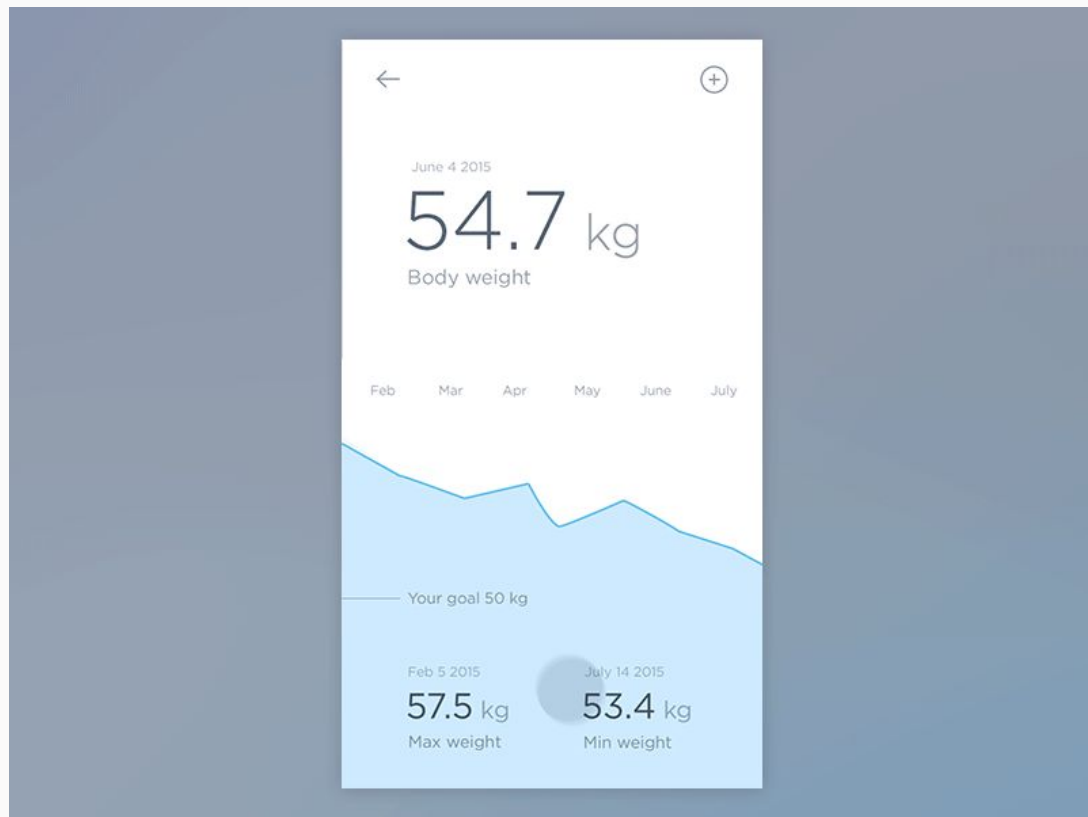 June 4 2015
54.7 kg
Body weight
Feb Mar Apr May June July
Your goal 50 kg
Feb 5 2015 July 14 2015
57.5 kg 53.4 kg
Max weight Min weight